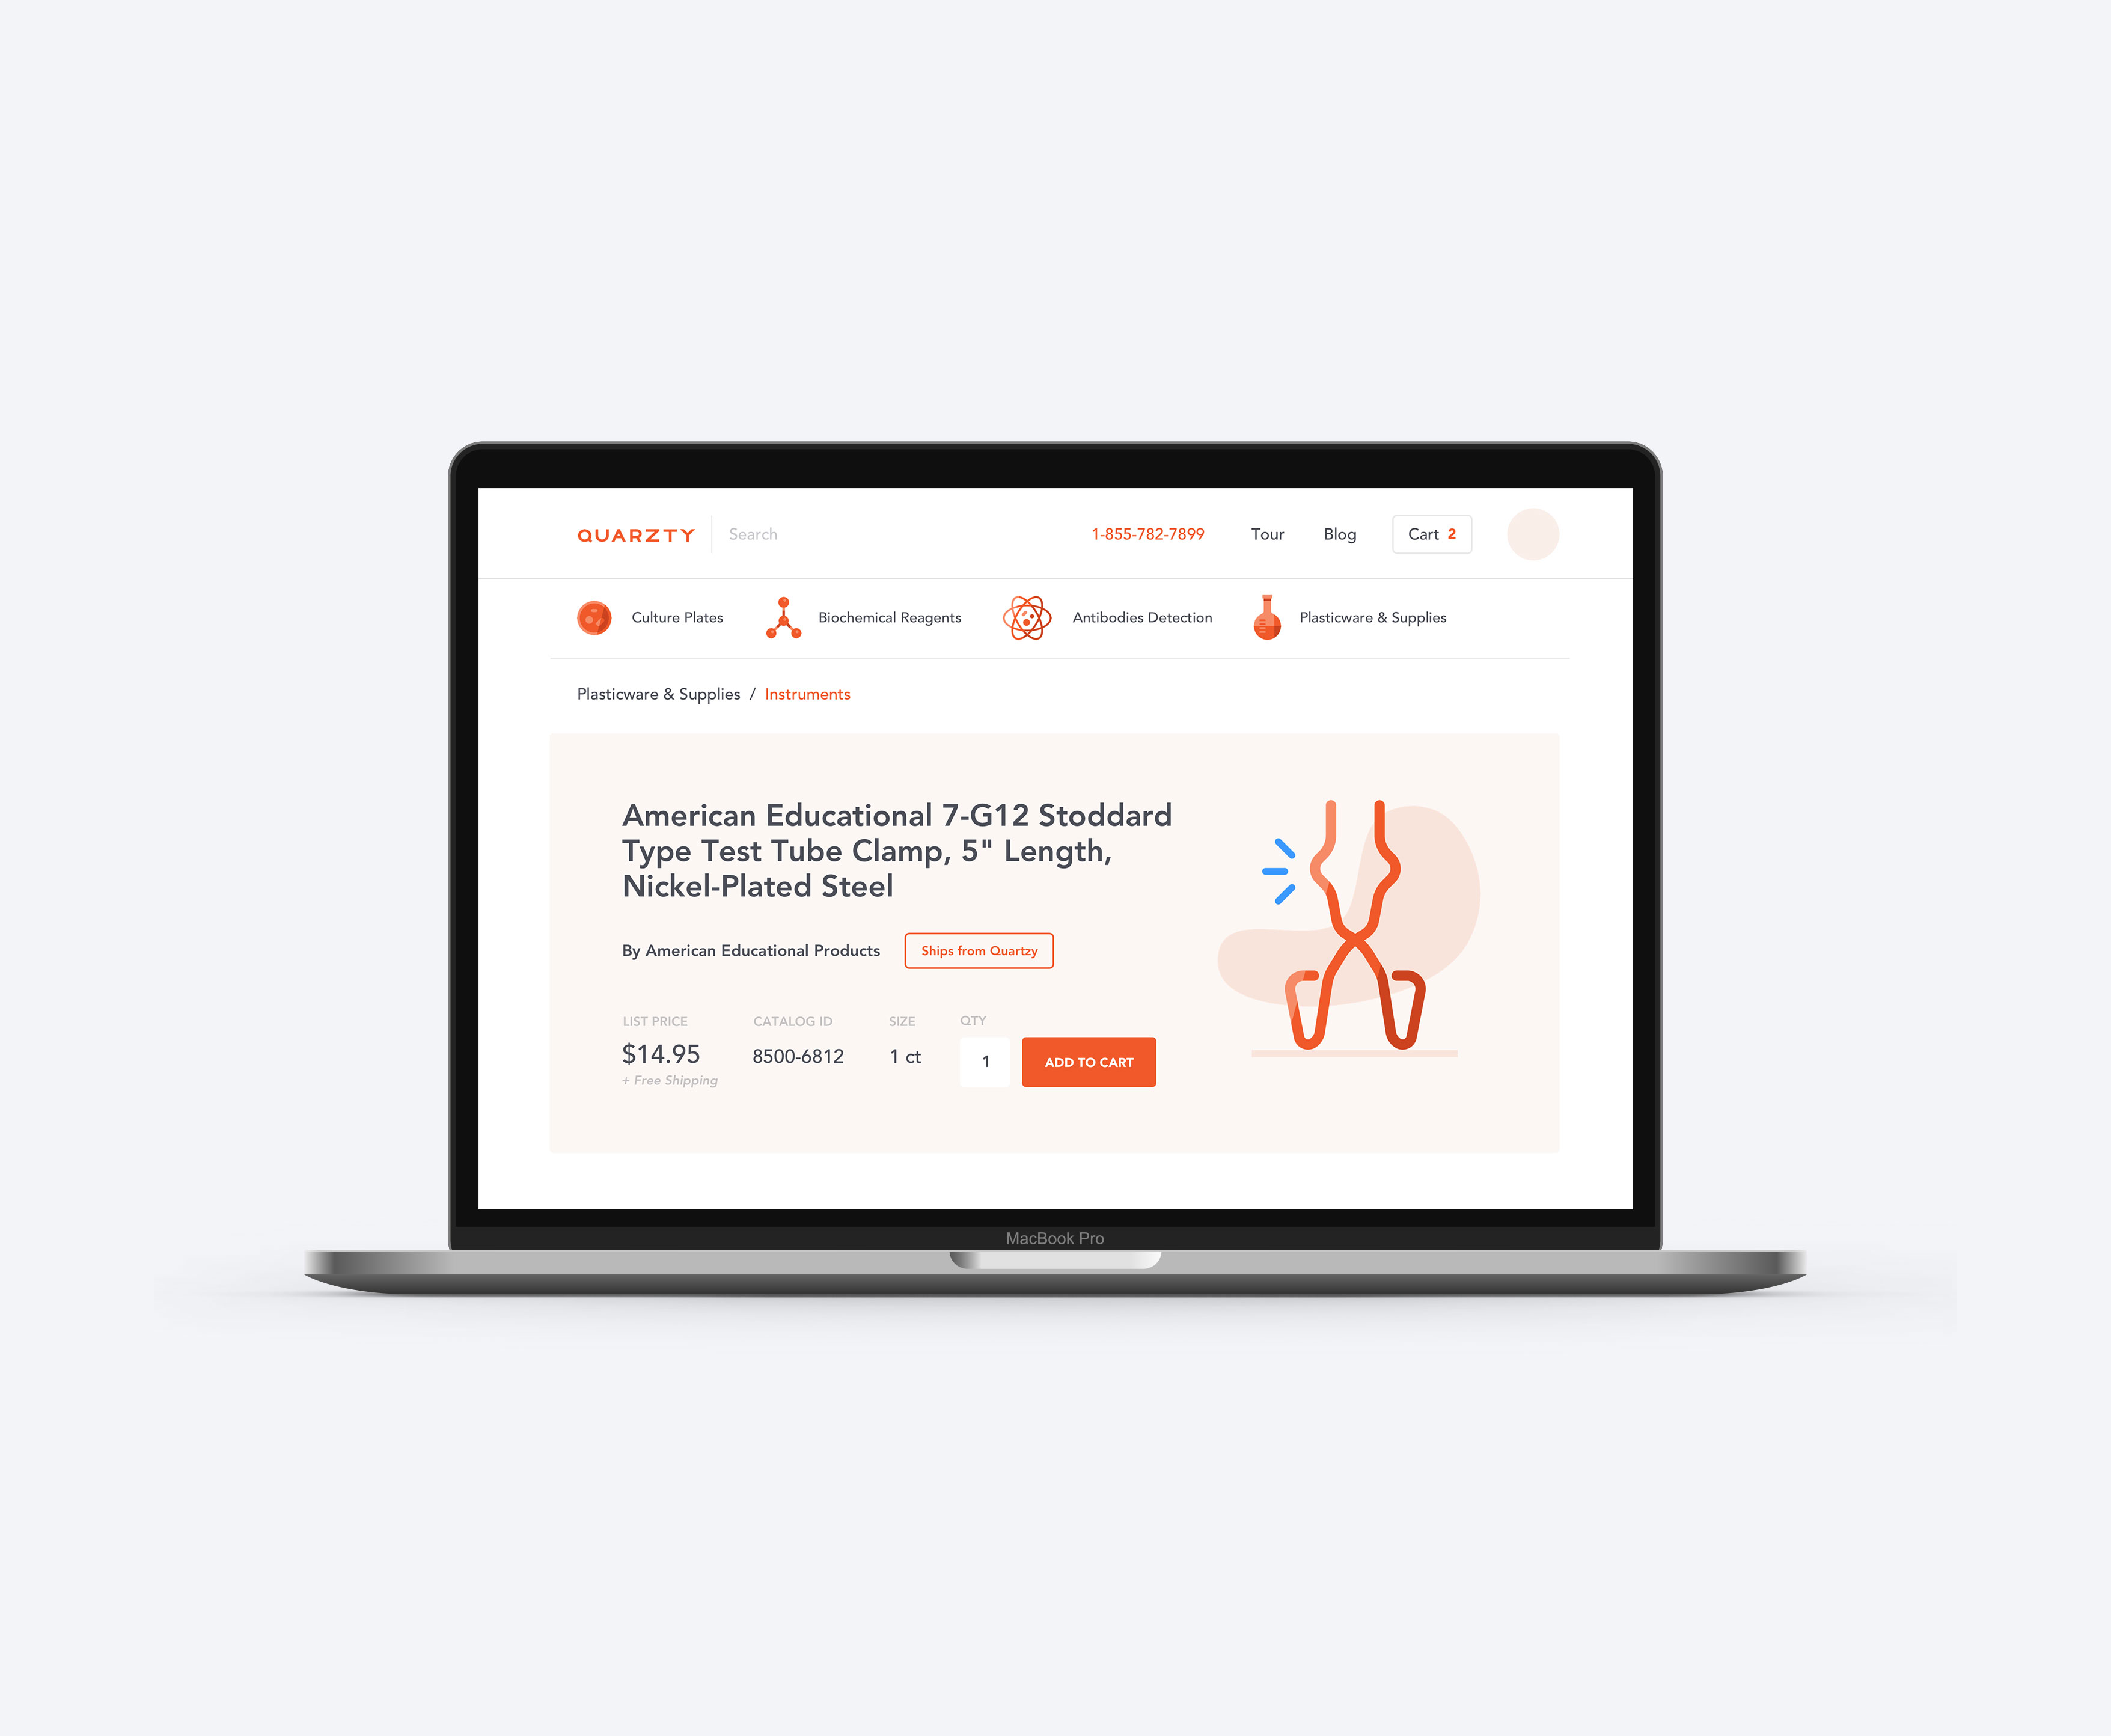 QUARZTY
Search
1-855-782-7899
Tour
Blog
Cart 2
Culture Plates
Biochemical Reagents
Antibodies Detection
Plasticware & Supplies
Plasticware & Supplies / Instruments
American Educational 7-G12 Stoddard
Type Test Tube Clamp, 5" Length,
Nickel-Plated Steel
By American Educational Products
Ships from Quartzy
LIST PRICE
CATALOG ID
SIZE
QTY
$14.95
8500-6812
1 ct
1
ADD TO CART
+ Free Shipping
MacBook Pro